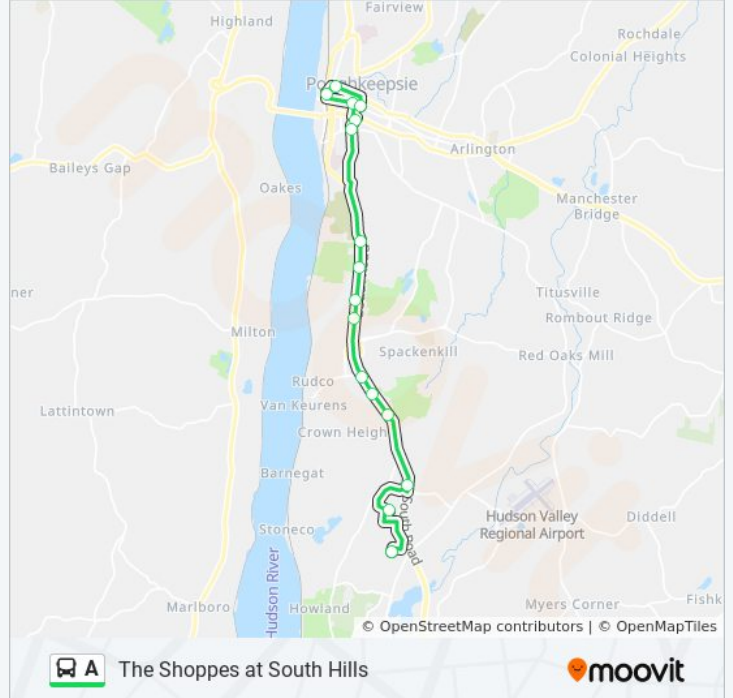 Fairview
Highland
Rochdale
Colonial Heights
Poughkeepsie
Arlington
Baileys Gap
Oakes
Manchester
Bridge
ner
Titusville
Rombout Ridge
Milton
Spackenkill
Red Oaks Mill
Rudco
Van Keurens
Lattintown
Crown Heigh
Barnegat
South Road
Hudson Valley
Regional Airport
Diddell
Stoneco
Hudson River
Marlboro
Howland
Myers Corner
Fishk
© OpenStreetMap contributors | © OpenMapTiles
A The Shoppes at South Hills
moovit